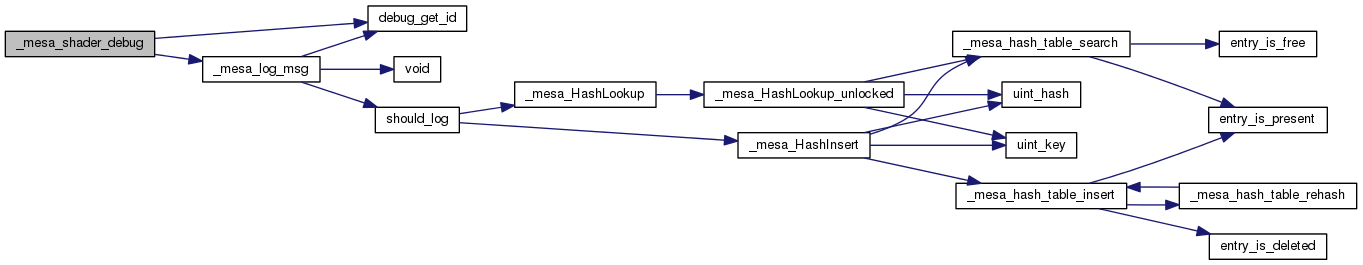 _mesa_shader_debug
debug_get_id
_mesa_log_msg
void
should_log
_mesa_HashLookup
_mesa_HashLookup_unlocked
_mesa_HashInsert
_mesa_hash_table_search
uint_hash
uint_key
_mesa_hash_table_insert
entry_is_free
entry_is_present
_mesa_hash_table_rehash
entry_is_deleted